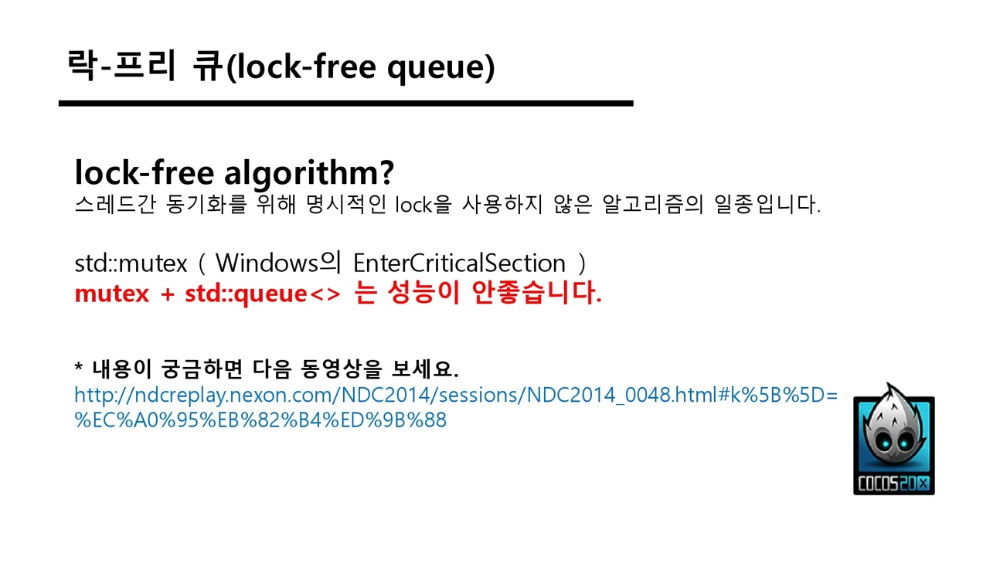 락-프리 큐(lock-free queue)
lock-free algorithm?
스레드간 동기화를 위해 명시적인 lock을 사용하지 않은 알고리즘의 일종입니다.
std::mutex ( Windows의 EnterCriticalSection )
mutex + std::queue<> 는 성능이 안좋습니다.
* 내용이 궁금하면 다음 동영상을 보세요.
http://ndcreplay.nexon.com/NDC2014/sessions/NDC2014_0048.html#k%5B%5D=
%EC%A0%95%EB%82%B4%ED%9B%88
COCOS2DX